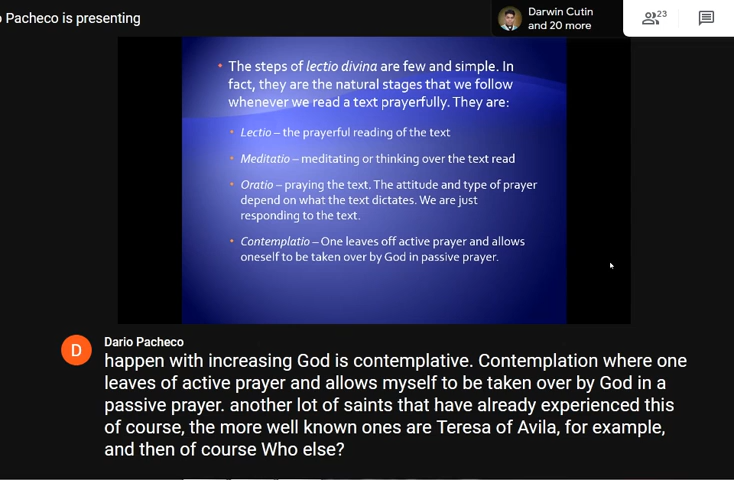 Pacheco is presenting
Darwin Cutin
and 20 more
23
• The steps of lectio divina are few and simple. In
fact, they are the natural stages that we follow
whenever we read a text prayerfully. They are:
• Lectio – the prayerful reading of the text
• Meditatio – meditating or thinking over the text read
• Oratio – praying the text. The attitude and type of prayer
depend on what the text dictates. We are just
responding to the text.
• Contemplatio – One leaves off active prayer and allows
oneself to be taken over by God in passive prayer.
D
Dario Pacheco
happen with increasing God is contemplative. Contemplation where one
leaves of active prayer and allows myself to be taken over by God in a
passive prayer. another lot of saints that have already experienced this
of course, the more well known ones are Teresa of Avila, for example,
and then of course Who else?